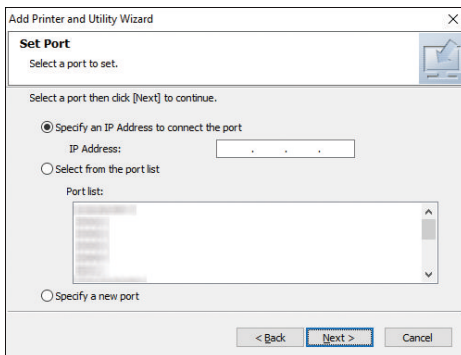 Add Printer and Utility Wizard
Set Port
Select a port to set.
Select a port then click [Next] to continue.
Specify an IP Address to connect the port
IP Address: . . .
Select from the port list
Port list:
Specify a new port
< Back Next > Cancel